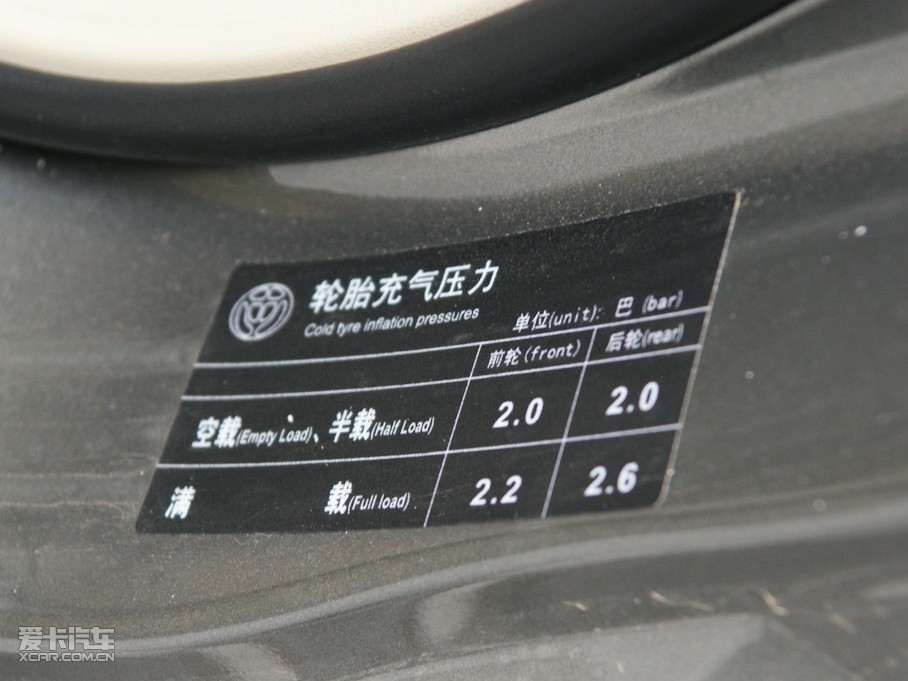 轮胎充气压力
Cold tyre inflation pressures
单位(unit): 巴 (bar)
前轮(front) 后轮(rear)
空载(Empty Load)、半载(Half Load) 2.0 2.0
满 载(Full load) 2.2 2.6
爱卡汽车
XCAR.COM.CN